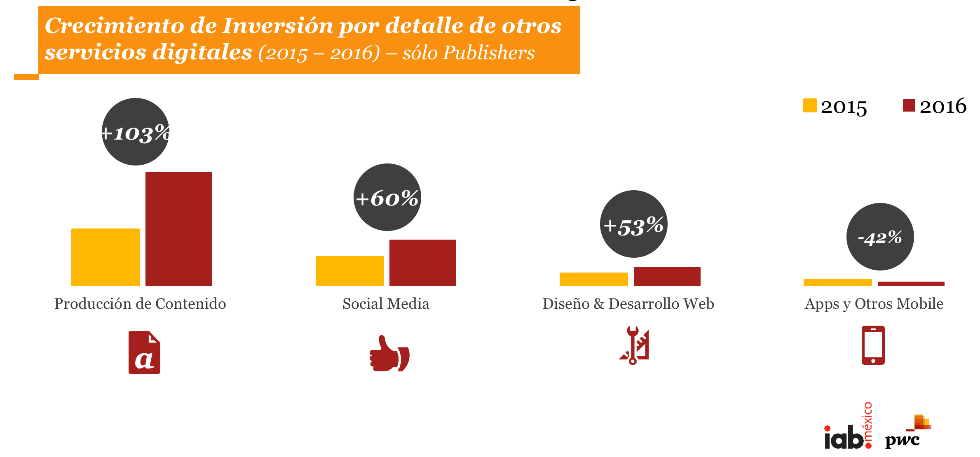 Crecimiento de Inversión por detalle de otros
servicios digitales (2015 – 2016) – sólo Publishers
2015
2016
+103%
+60%
+53%
-42%
Producción de Contenido
Social Media
Diseño & Desarrollo Web
Apps y Otros Mobile
a
iab.
méxico
pwc